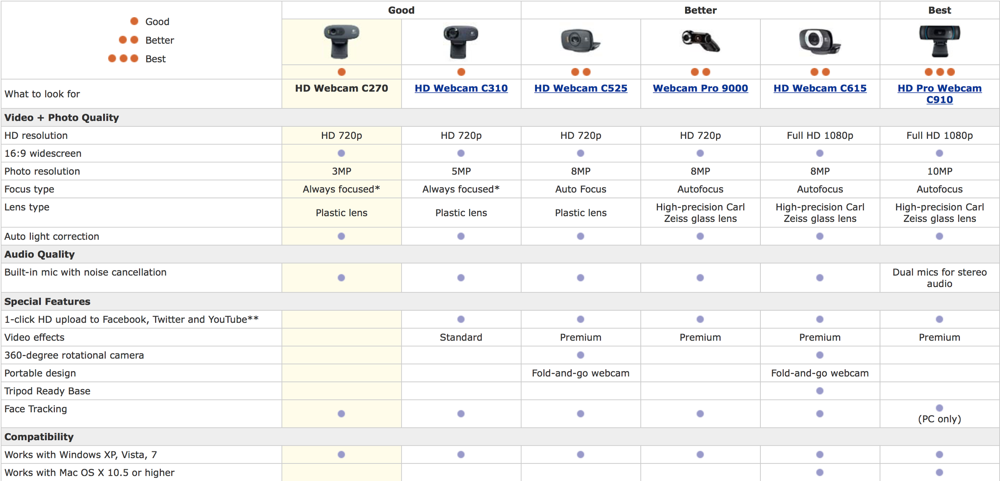 Good Better Best
Good
Better
Best
What to look for HD Webcam C270 HD Webcam C310 HD Webcam C525 Webcam Pro 9000 HD Webcam C615 HD Pro Webcam
C910
Video + Photo Quality
HD resolution HD 720p HD 720p HD 720p HD 720p Full HD 1080p Full HD 1080p
16:9 widescreen
Photo resolution 3MP 5MP 8MP 8MP 8MP 10MP
Focus type Always focused* Always focused* Auto Focus Autofocus Autofocus Autofocus
Lens type Plastic lens Plastic lens Plastic lens High-precision Carl High-precision Carl High-precision Carl
Zeiss glass lens Zeiss glass lens Zeiss glass lens
Auto light correction
Audio Quality
Built-in mic with noise cancellation Dual mics for stereo
audio
Special Features
1-click HD upload to Facebook, Twitter and YouTube**
Video effects Standard Premium Premium Premium Premium
360-degree rotational camera
Portable design Fold-and-go webcam Fold-and-go webcam
Tripod Ready Base
Face Tracking
(PC only)
Compatibility
Works with Windows XP, Vista, 7
Works with Mac OS X 10.5 or higher